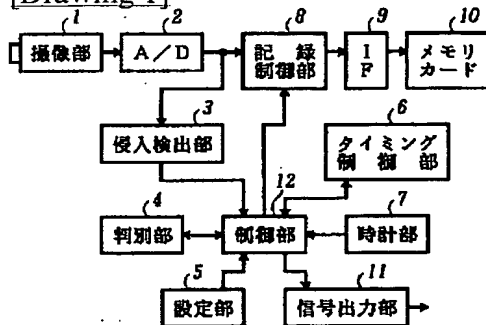 [Drawing 1]
1
2
8
9
10
撮像部
A/D
記録
制御部
I
F
メモリ
カード
3
6
侵入検出部
タイミング
制御部
12
4
7
判別部
制御部
時計部
5
11
設定部
信号出力部